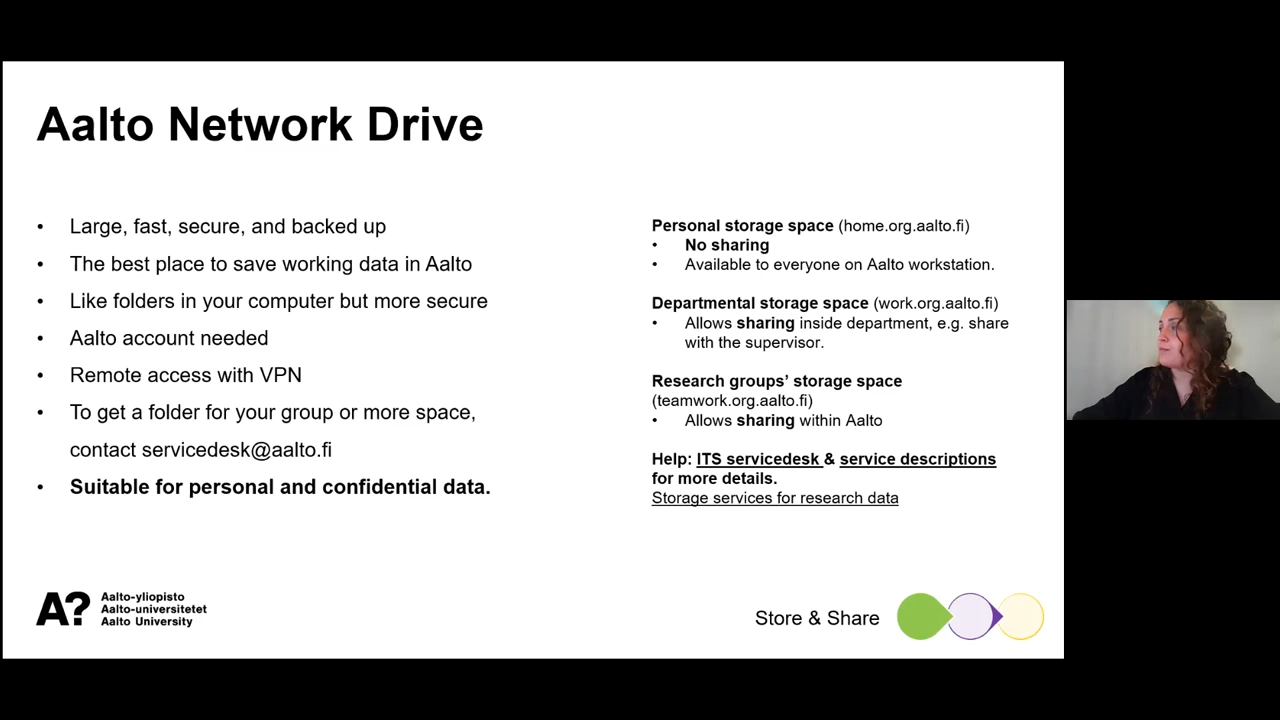 Aalto Network Drive
• Large, fast, secure, and backed up
• The best place to save working data in Aalto
• Like folders in your computer but more secure
• Aalto account needed
• Remote access with VPN
• To get a folder for your group or more space,
contact servicedesk@aalto.fi
• Suitable for personal and confidential data.
Personal storage space (home.org.aalto.fi)
• No sharing
• Available to everyone on Aalto workstation.
Departmental storage space (work.org.aalto.fi)
• Allows sharing inside department, e.g. share
with the supervisor.
Research groups’ storage space
(teamwork.org.aalto.fi)
• Allows sharing within Aalto
Help: ITS servicedesk & service descriptions
for more details.
Storage services for research data
A?
Aalto-yliopisto
Aalto-universitetet
Aalto University
Store & Share